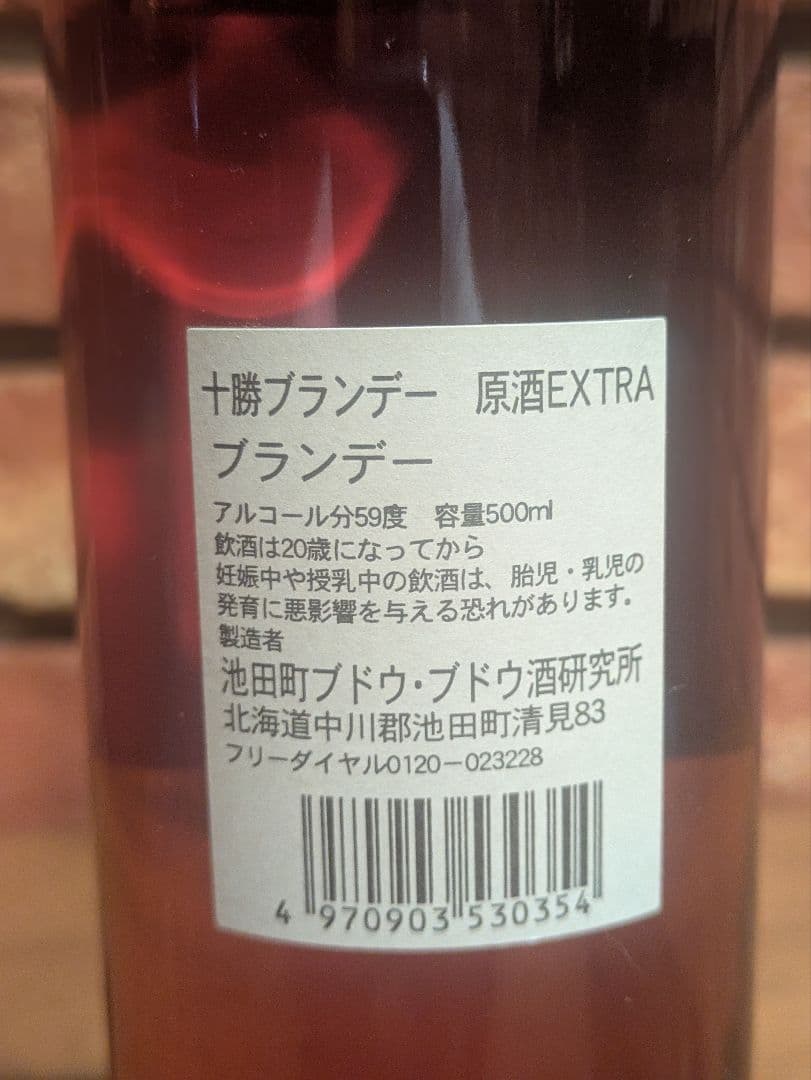 十勝ブランデー　原酒EXTRA
ブランデー
アルコール分59度　容量500ml
飲酒は20歳になってから
妊娠中や授乳中の飲酒は、胎児・乳児の
発育に悪影響を与える恐れがあります。
製造者
池田町ブドウ・ブドウ酒研究所
北海道中川郡池田町清見83
フリーダイヤル0120－023228
4 970903 530354